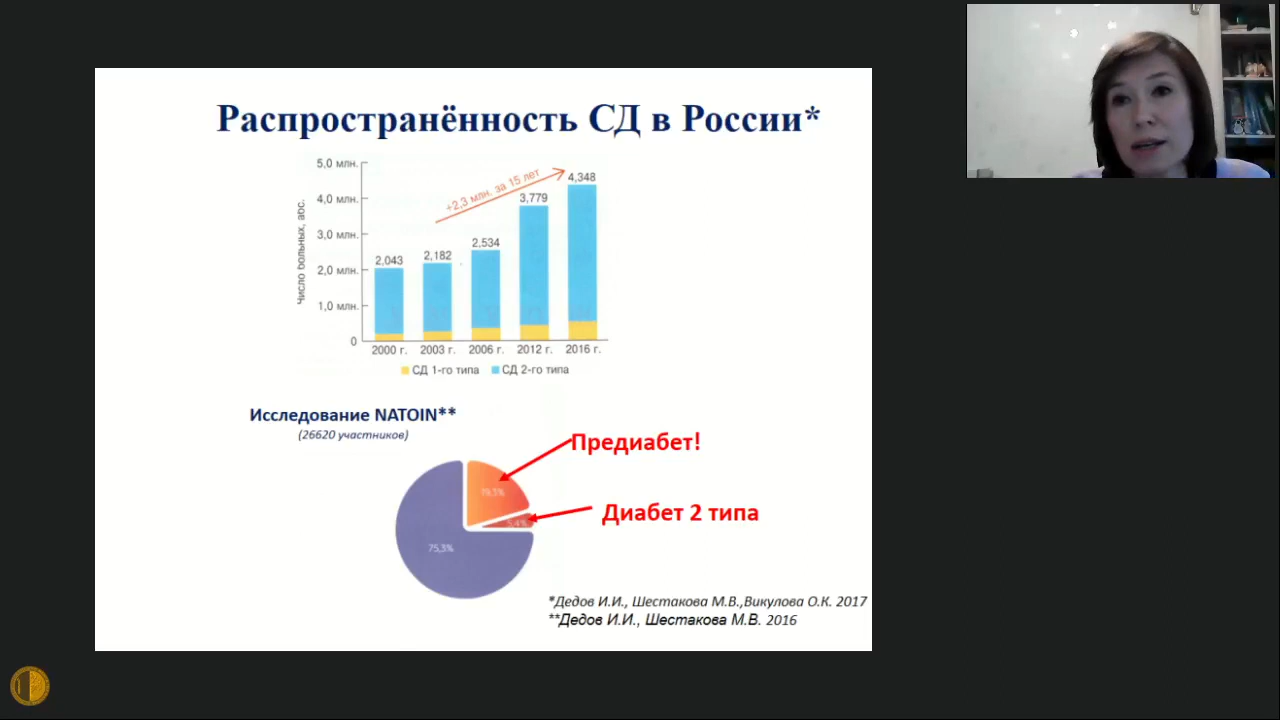 Распространённость СД в России*
Число больных, абс.
5,0 млн.
4,0 млн.
3,0 млн.
2,0 млн.
1,0 млн.
0
+2,3 млн. за 15 лет
2,043
2,182
2,534
3,779
4,348
2000 г. 2003 г. 2006 г. 2012 г. 2016 г.
СД 1-го типа СД 2-го типа
Исследование NATOIN**
(26620 участников)
Предиабет!
19,3%
Диабет 2 типа
5,4%
75,3%
*Дедов И.И., Шестакова М.В.,Викулова О.К. 2017
**Дедов И.И., Шестакова М.В. 2016